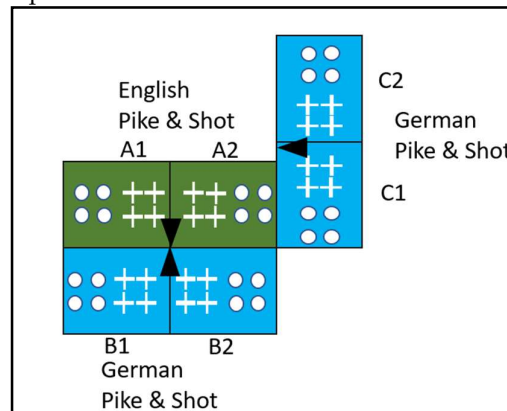 English
Pike & Shot
A1 A2
C2
German
Pike & Shot
C1
B1 B2
German
Pike & Shot